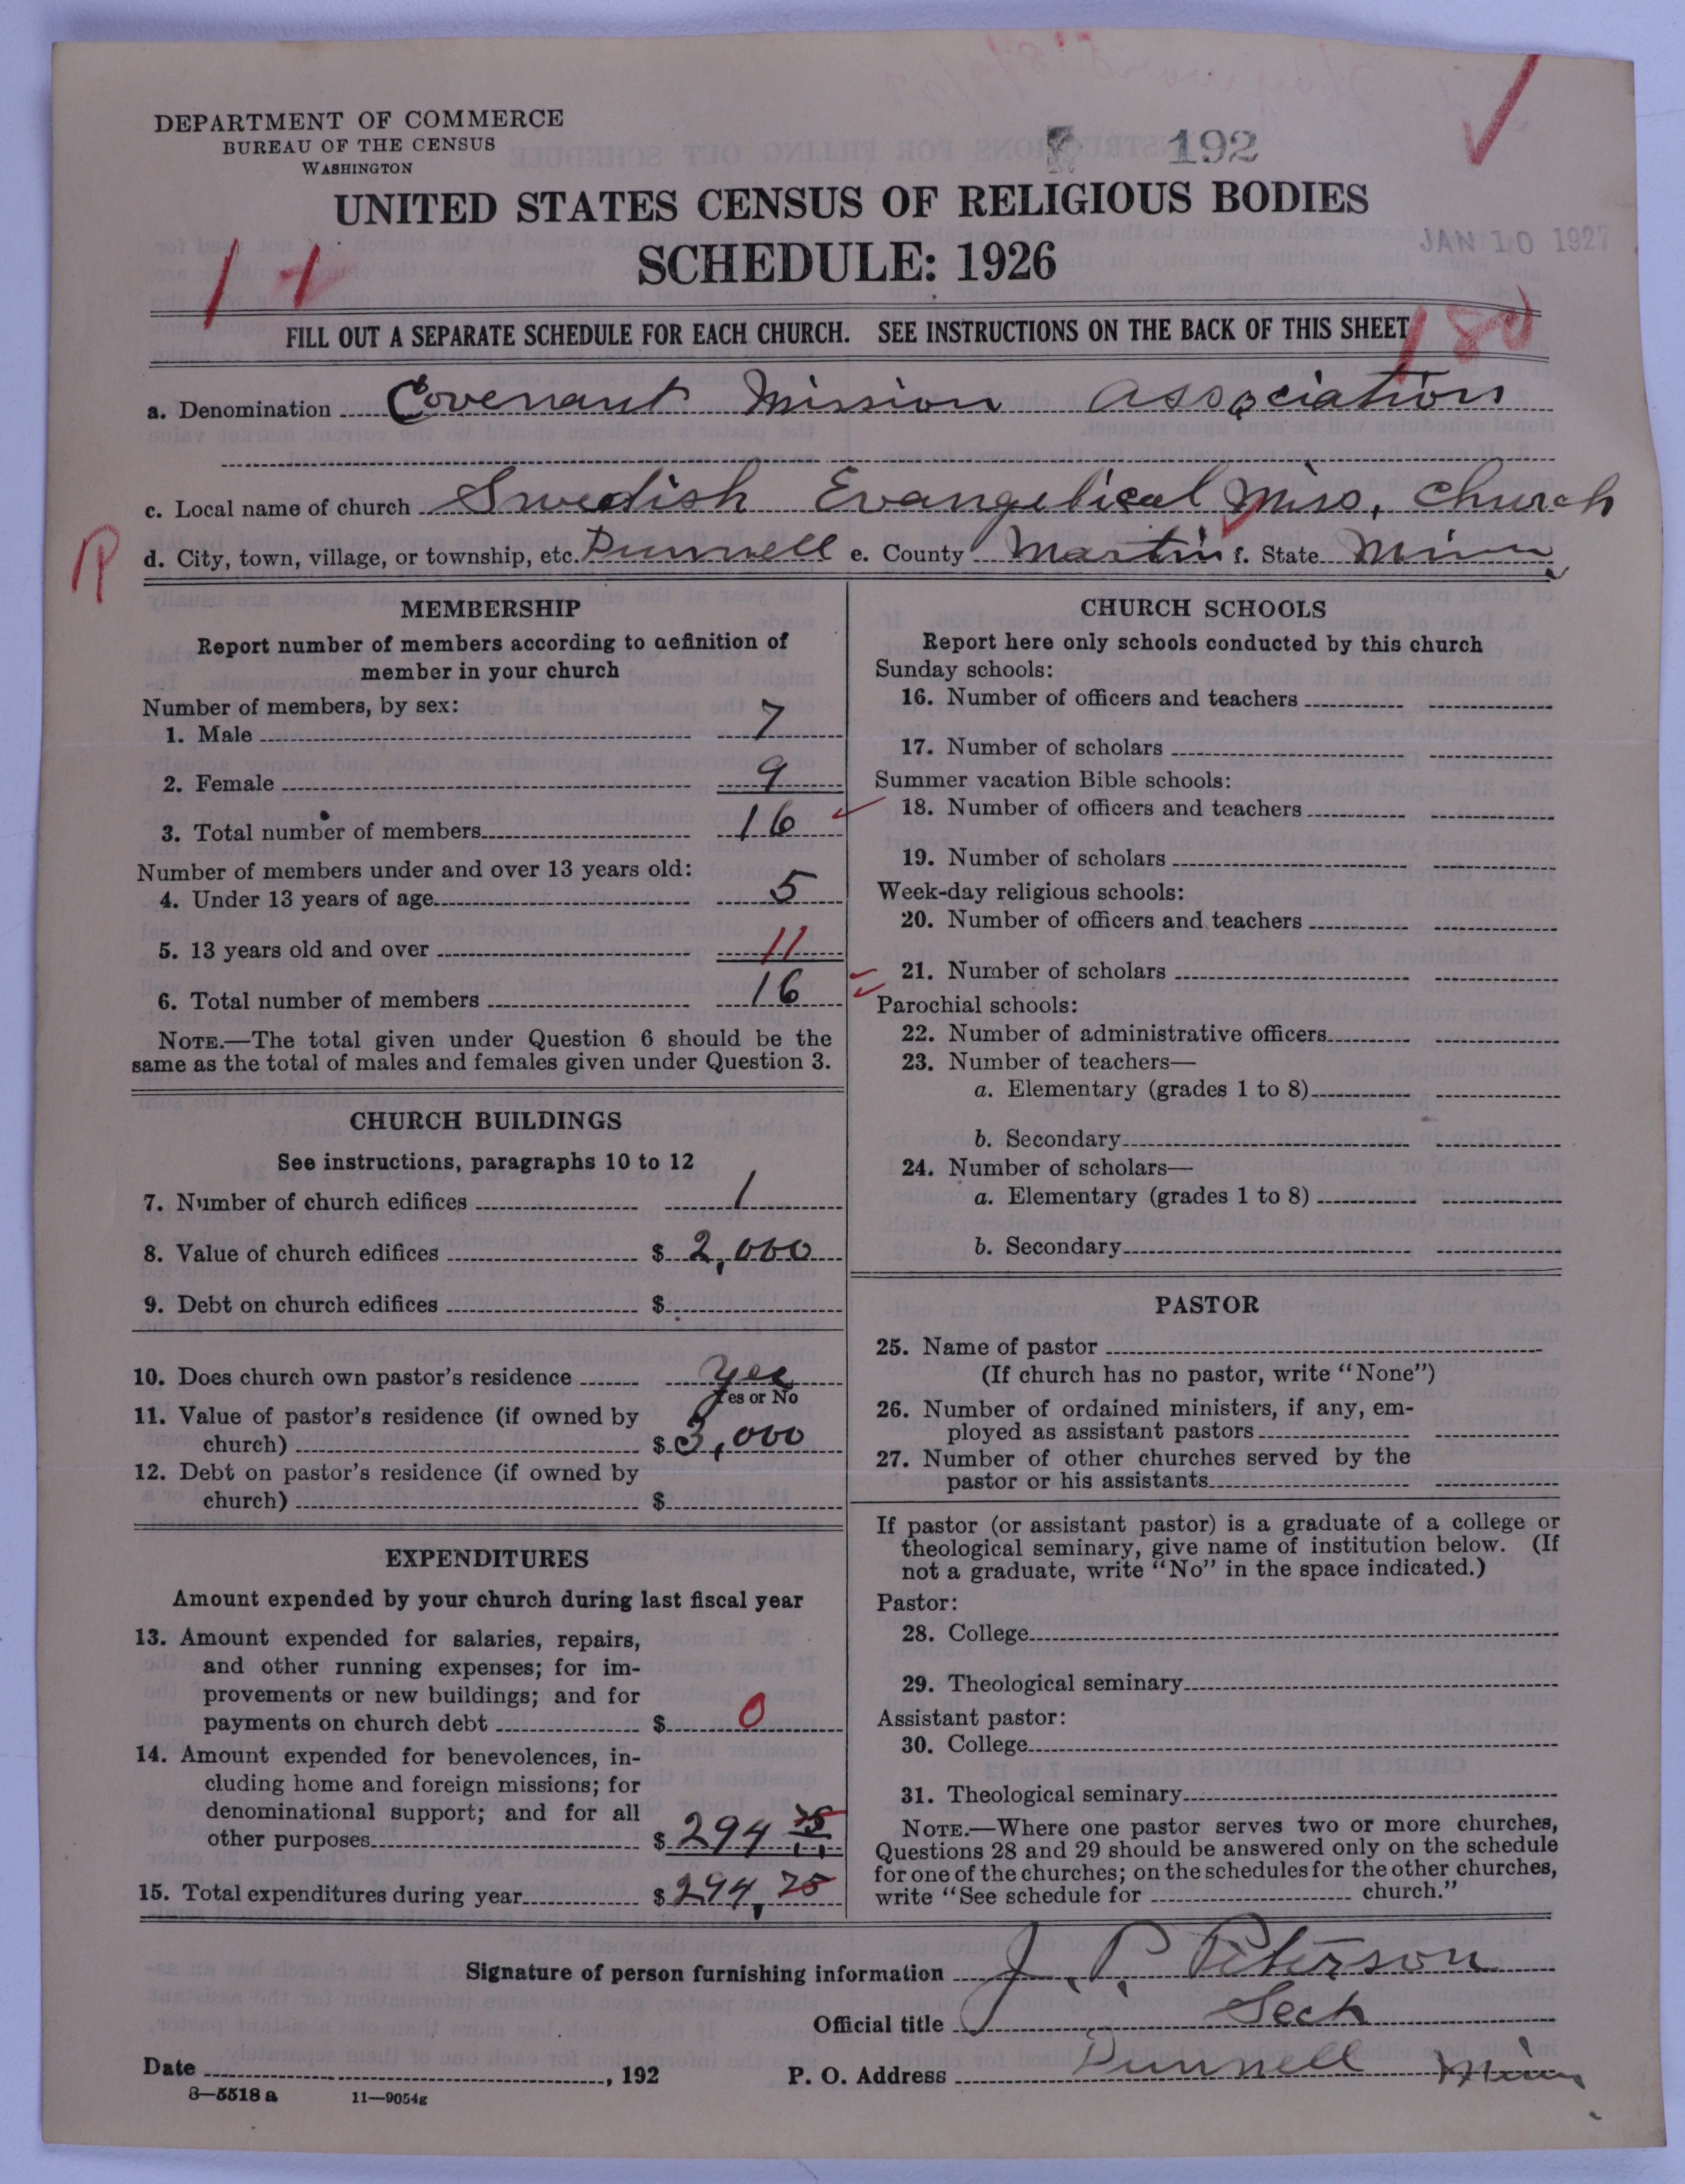 DEPARTMENT OF COMMERCE
BUREAU OF THE CENSUS
WASHINGTON
192
UNITED STATES CENSUS OF RELIGIOUS BODIES
JAN 10 1927
SCHEDULE: 1926
FILL OUT A SEPARATE SCHEDULE FOR EACH CHURCH. SEE INSTRUCTIONS ON THE BACK OF THIS SHEET
180
a. Denomination Covenant Mission Association
c. Local name of church Swedish Evangelical Miss. Church
R
d. City, town, village, or township, etc. Dunnell e. County Martin f. State Minn
MEMBERSHIP
Report number of members according to definition of
member in your church
Number of members, by sex:
1. Male 7
2. Female 9
3. Total number of members 16
Number of members under and over 13 years old:
4. Under 13 years of age 5
5. 13 years old and over 11
6. Total number of members 16
NOTE.—The total given under Question 6 should be the
same as the total of males and females given under Question 3.
CHURCH BUILDINGS
See instructions, paragraphs 10 to 12
7. Number of church edifices 1
8. Value of church edifices $ 2,000
9. Debt on church edifices $
10. Does church own pastor's residence yes
Yes or No
11. Value of pastor's residence (if owned by
church) $ 3,000
12. Debt on pastor's residence (if owned by
church) $
EXPENDITURES
Amount expended by your church during last fiscal year
13. Amount expended for salaries, repairs,
and other running expenses; for im-
provements or new buildings; and for
payments on church debt $ 0
14. Amount expended for benevolences, in-
cluding home and foreign missions; for
denominational support; and for all
other purposes $ 294 75
15. Total expenditures during year $ 294,75
CHURCH SCHOOLS
Report here only schools conducted by this church
Sunday schools:
16. Number of officers and teachers
17. Number of scholars
Summer vacation Bible schools:
18. Number of officers and teachers
19. Number of scholars
Week-day religious schools:
20. Number of officers and teachers
21. Number of scholars
Parochial schools:
22. Number of administrative officers
23. Number of teachers—
a. Elementary (grades 1 to 8)
b. Secondary
24. Number of scholars—
a. Elementary (grades 1 to 8)
b. Secondary
PASTOR
25. Name of pastor
(If church has no pastor, write "None")
26. Number of ordained ministers, if any, em-
ployed as assistant pastors
27. Number of other churches served by the
pastor or his assistants
If pastor (or assistant pastor) is a graduate of a college or
theological seminary, give name of institution below. (If
not a graduate, write "No" in the space indicated.)
Pastor:
28. College
29. Theological seminary
Assistant pastor:
30. College
31. Theological seminary
NOTE.—Where one pastor serves two or more churches,
Questions 28 and 29 should be answered only on the schedule
for one of the churches; on the schedules for the other churches,
write "See schedule for church."
Signature of person furnishing information J. P. Peterson
Official title Sech
Date , 192 P. O. Address Dunnell Minn
8—5518 a 11—9054g